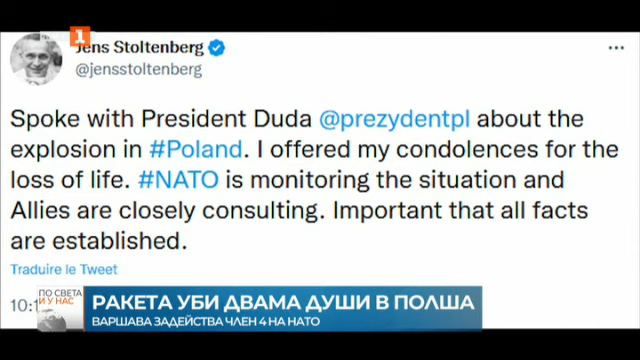 1
Jens Stoltenberg
@jensstoltenberg
Spoke with President Duda @prezydentpl about the
explosion in #Poland. I offered my condolences for the
loss of life. #NATO is monitoring the situation and
Allies are closely consulting. Important that all facts
are established.
Traduire le Tweet
ПО СВЕТА
И У НАС
РАКЕТА УБИ ДВАМА ДУШИ В ПОЛША
ВАРШАВА ЗАДЕЙСТВА ЧЛЕН 4 НА НАТО